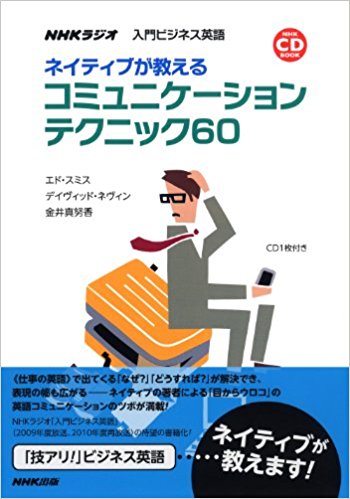 NHKラジオ 入門ビジネス英語
NHK
CD
BOOK
ネイティブが教える
コミュニケーション
テクニック60
エド・スミス
デイヴィッド・ネヴィン
金井真努香
CD1枚付き
〈仕事の英語〉で出てくる「なぜ?」「どうすれば?」が解決でき、
表現の幅も広がる――ネイティブの著者による「目からウロコ」の
英語コミュニケーションのツボが満載!
NHKラジオ「入門ビジネス英語」
(2009年度放送、2010年度再放送)の待望の書籍化!
「技アリ!」ビジネス英語
NHK出版
ネイティブが
教えます!